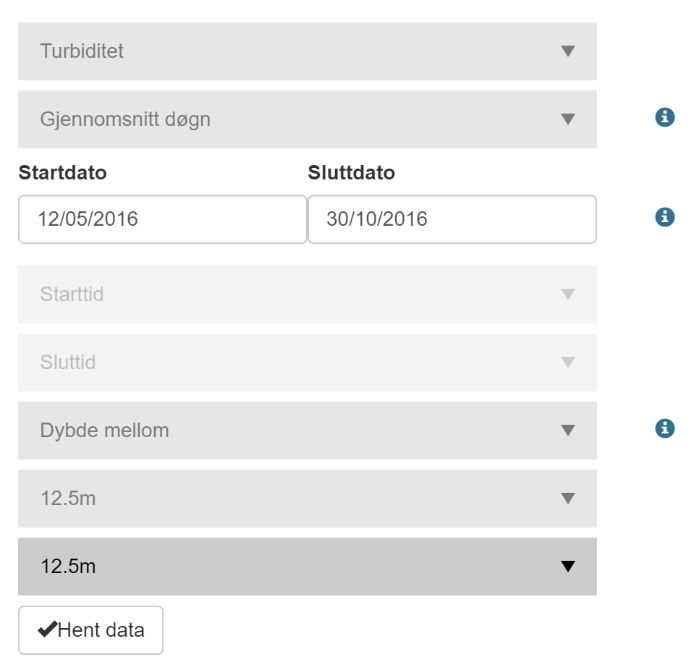 Turbiditet
Gjennomsnitt døgn
Startdato Sluttdato
12/05/2016 30/10/2016
Starttid
Sluttid
Dybde mellom
12.5m
12.5m
Hent data